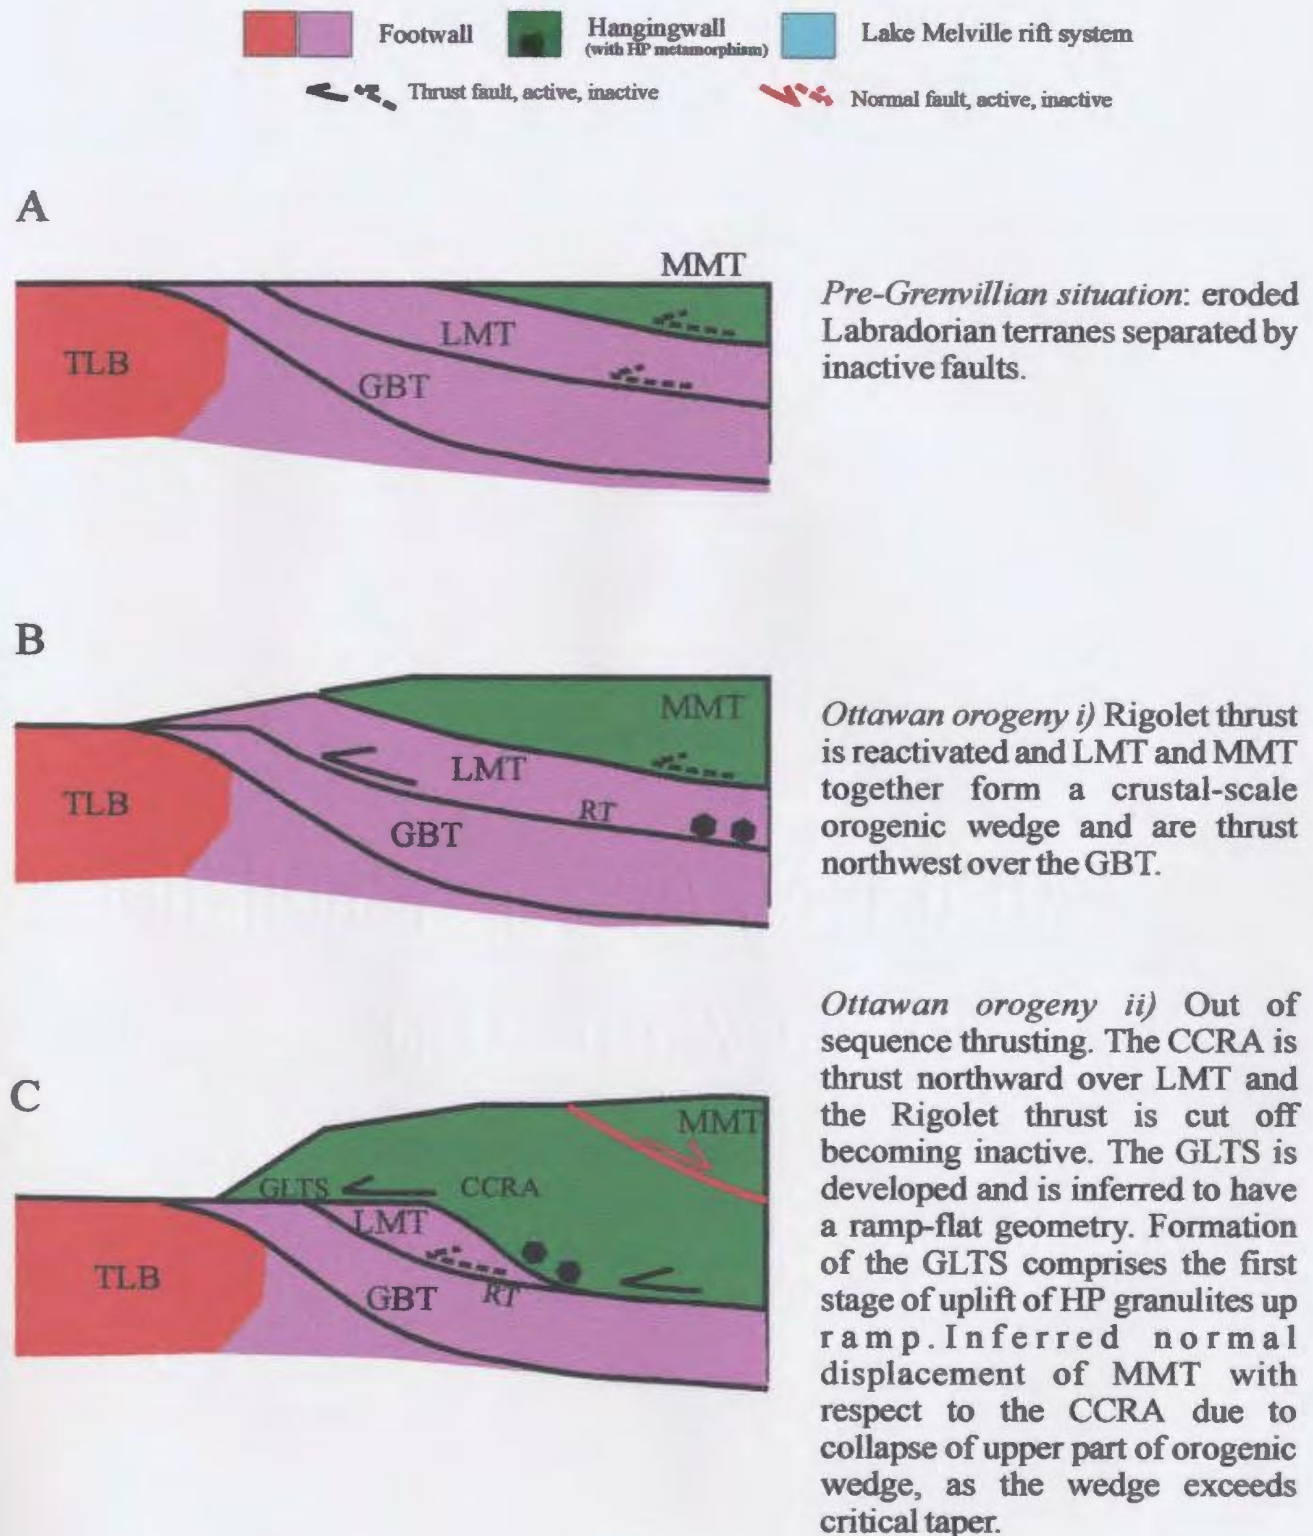 Footwall
Hangingwall
(with HP metamorphism)
Lake Melville rift system
Thrust fault, active, inactive
Normal fault, active, inactive
A
MMT
LMT
TLB
GBT
Pre-Grenvillian situation: eroded
Labradorian terranes separated by
inactive faults.
B
MMT
LMT
TLB
RT
GBT
Ottawan orogeny i) Rigolet thrust
is reactivated and LMT and MMT
together form a crustal-scale
orogenic wedge and are thrust
northwest over the GBT.
C
MMT
GLTS
CCRA
LMT
TLB
GBT
RT
Ottawan orogeny ii) Out of
sequence thrusting. The CCRA is
thrust northward over LMT and
the Rigolet thrust is cut off
becoming inactive. The GLTS is
developed and is inferred to have
a ramp-flat geometry. Formation
of the GLTS comprises the first
stage of uplift of HP granulites up
ramp. Inferred normal
displacement of MMT with
respect to the CCRA due to
collapse of upper part of orogenic
wedge, as the wedge exceeds
critical taper.